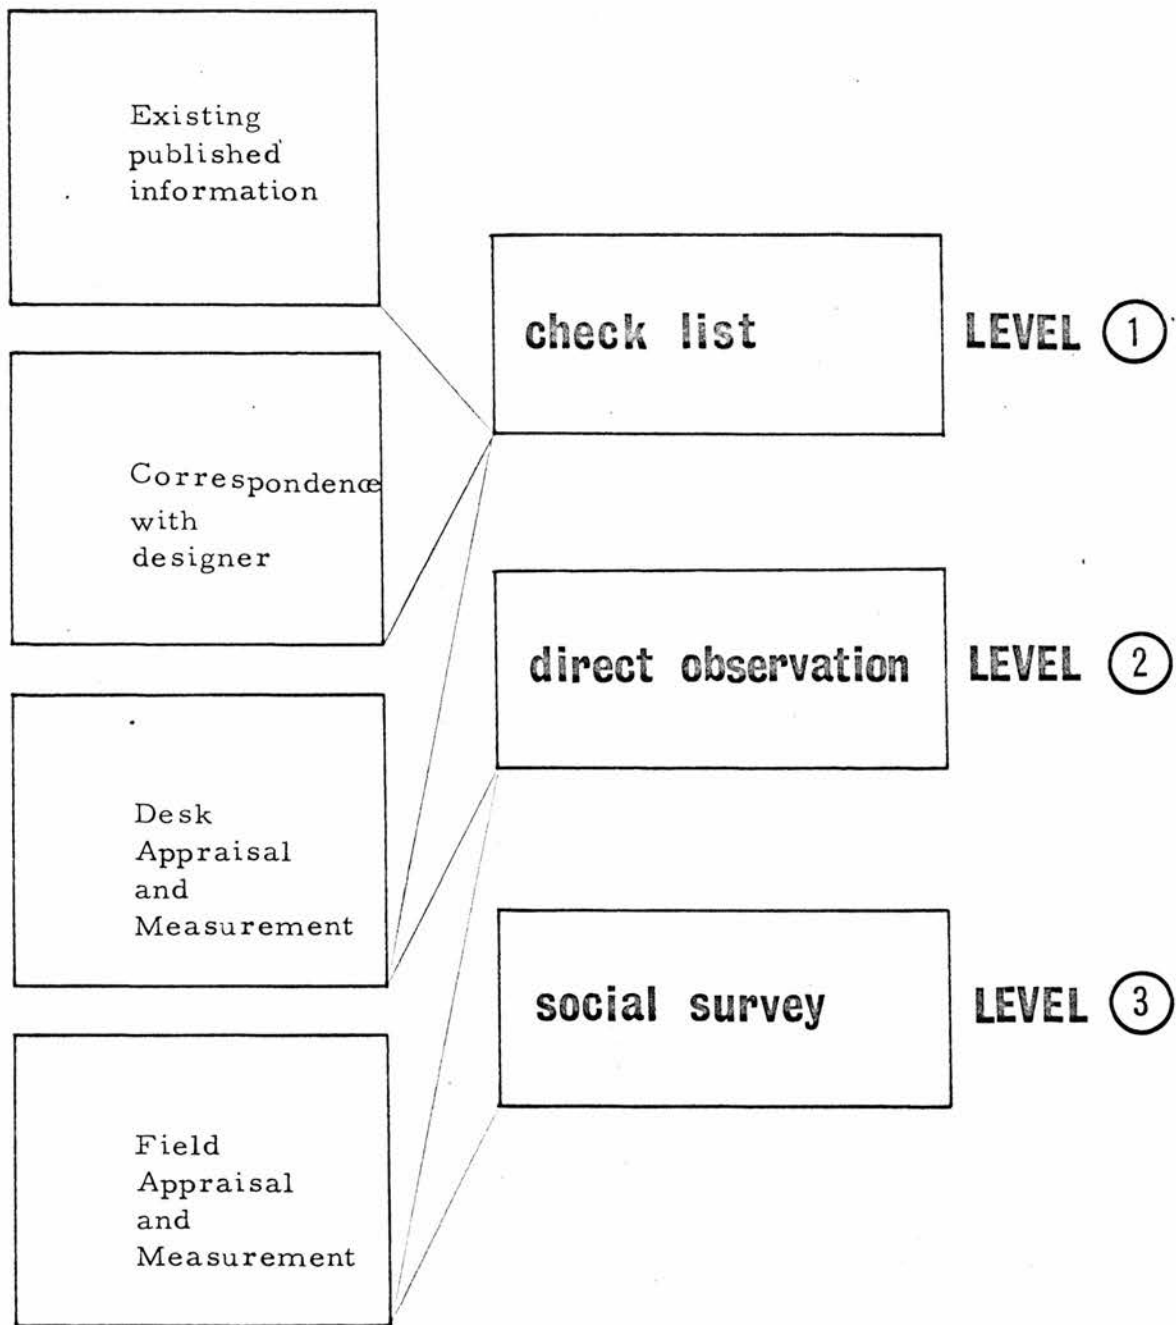 Existing
published
information
check list
LEVEL 1
Correspondence
with
designer
direct observation
LEVEL 2
Desk
Appraisal
and
Measurement
social survey
LEVEL 3
Field
Appraisal
and
Measurement